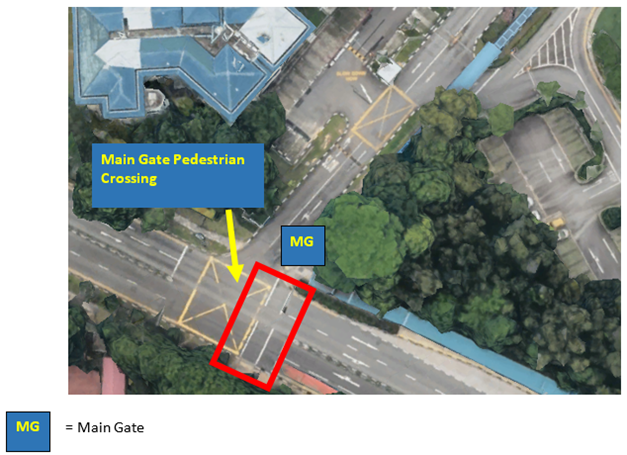 Main Gate Pedestrian
Crossing
MG
MG
= Main Gate